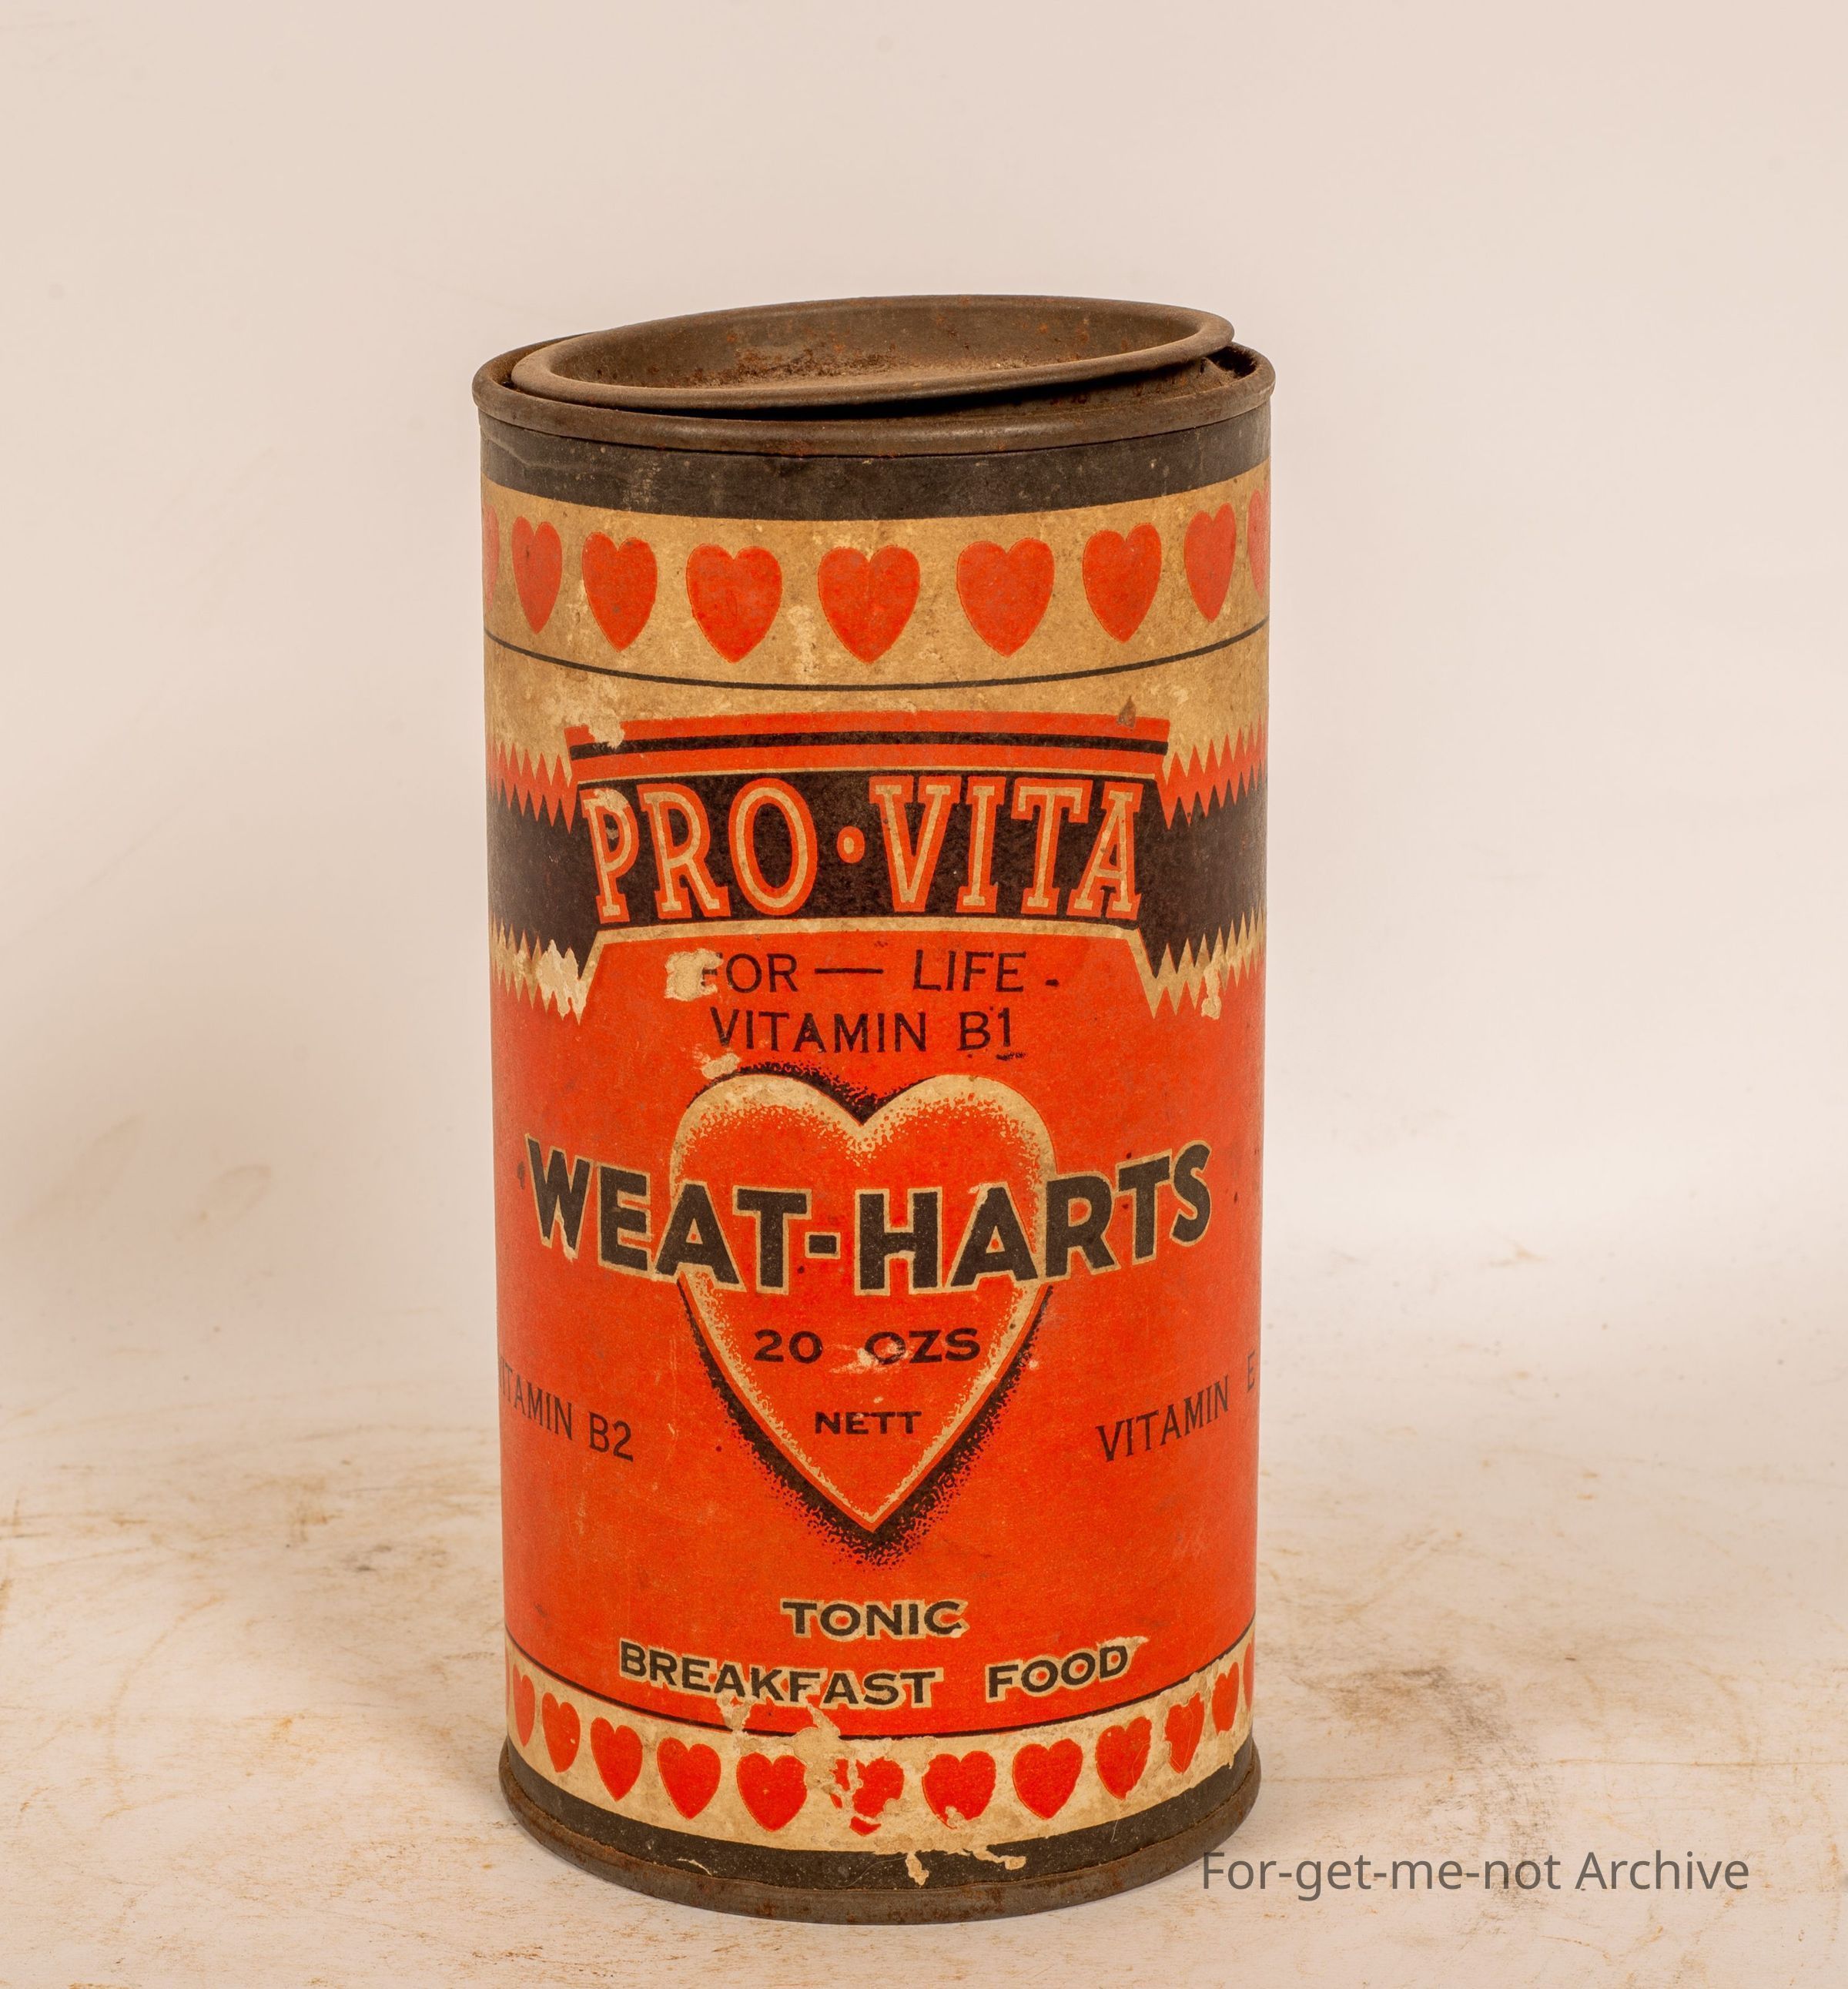 PRO·VITA
FOR — LIFE.
VITAMIN B1
WEAT-HARTS
20 OZS
NETT
VITAMIN B2
VITAMIN E
TONIC
BREAKFAST FOOD
For-get-me-not Archive